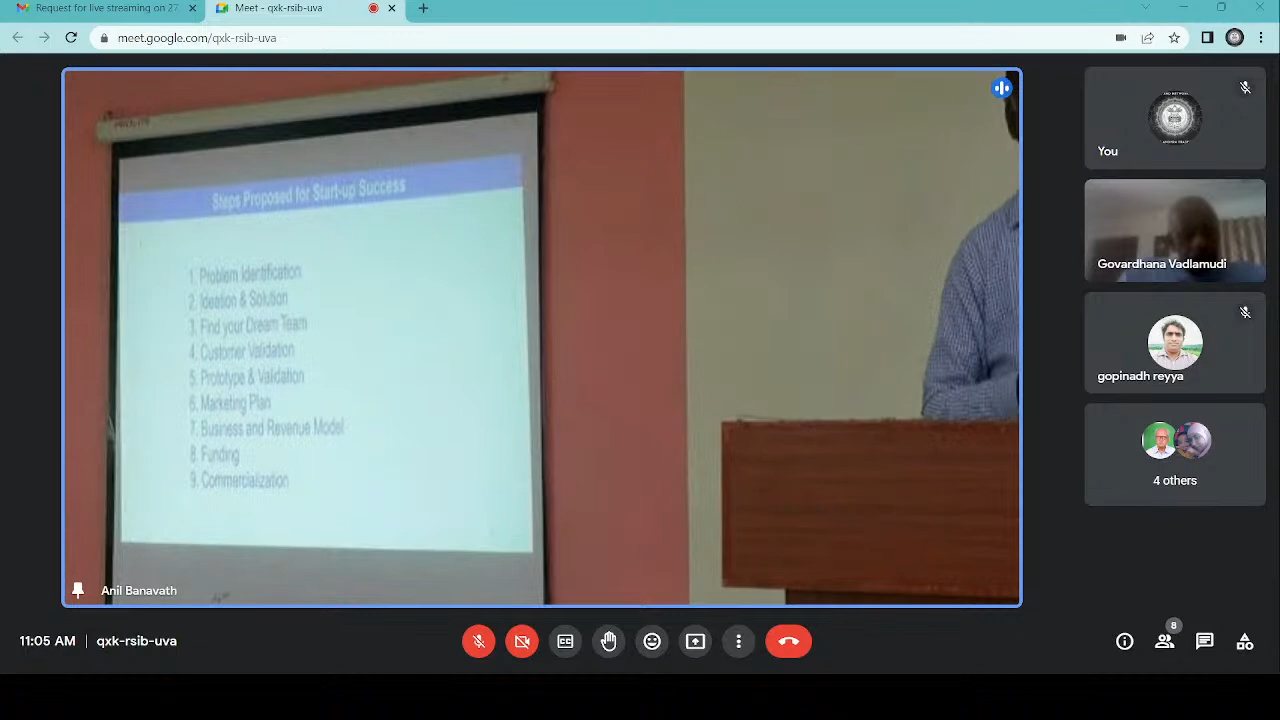 Request for live streaming on 27
Meet - qxk-rsib-uva
meet.google.com/qxk-rsib-uva
Steps Proposed for Start-up Success
1. Problem Identification
2. Ideation & Solution
3. Find your Dream Team
4. Customer Validation
5. Prototype & Validation
6. Marketing Plan
7. Business and Revenue Model
8. Funding
9. Commercialization
Anil Banavath
You
Govardhana Vadlamudi
gopinadh reyya
4 others
11:05 AM
qxk-rsib-uva
8